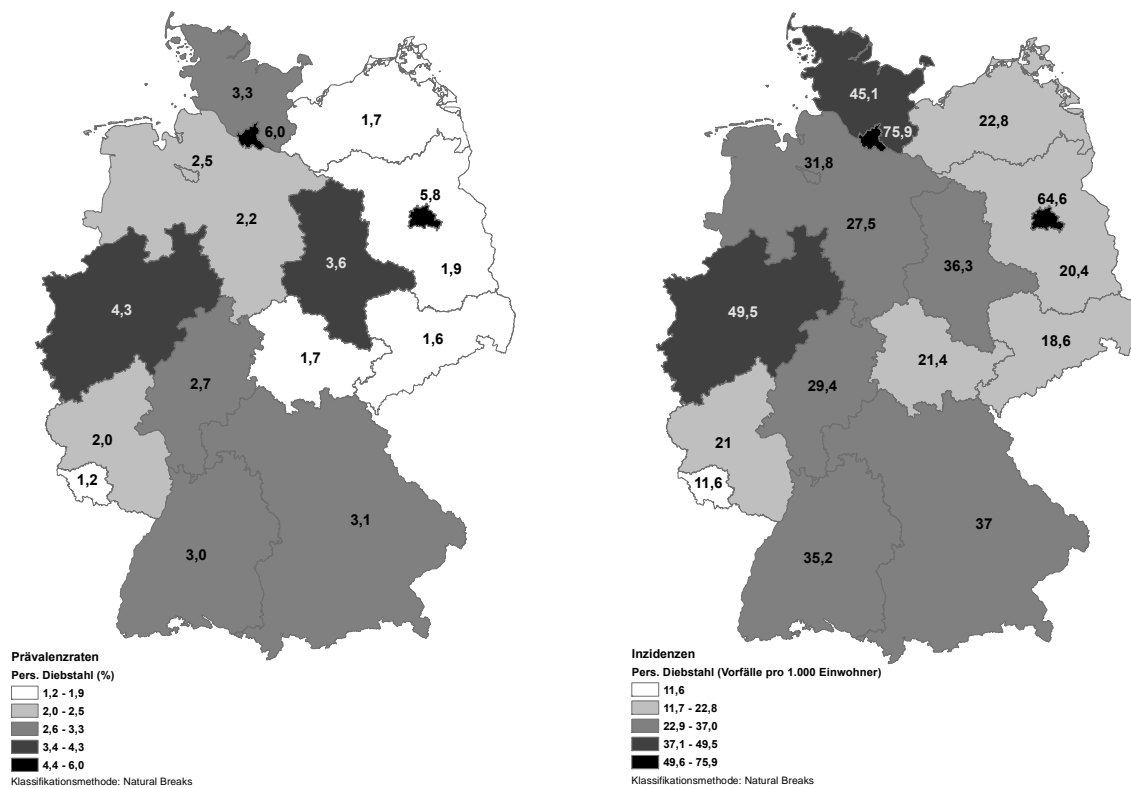 3,3
6,0
1,7
2,5
5,8
2,2
3,6
1,9
4,3
1,6
1,7
2,7
2,0
1,2
3,1
3,0
Prävalenzraten
Pers. Diebstahl (%)
1,2 - 1,9
2,0 - 2,5
2,6 - 3,3
3,4 - 4,3
4,4 - 6,0
Klassifikationsmethode: Natural Breaks
45,1
75,9
22,8
31,8
64,6
27,5
36,3
20,4
49,5
18,6
21,4
29,4
21
11,6
37
35,2
Inzidenzen
Pers. Diebstahl (Vorfälle pro 1.000 Einwohner)
11,6
11,7 - 22,8
22,9 - 37,0
37,1 - 49,5
49,6 - 75,9
Klassifikationsmethode: Natural Breaks